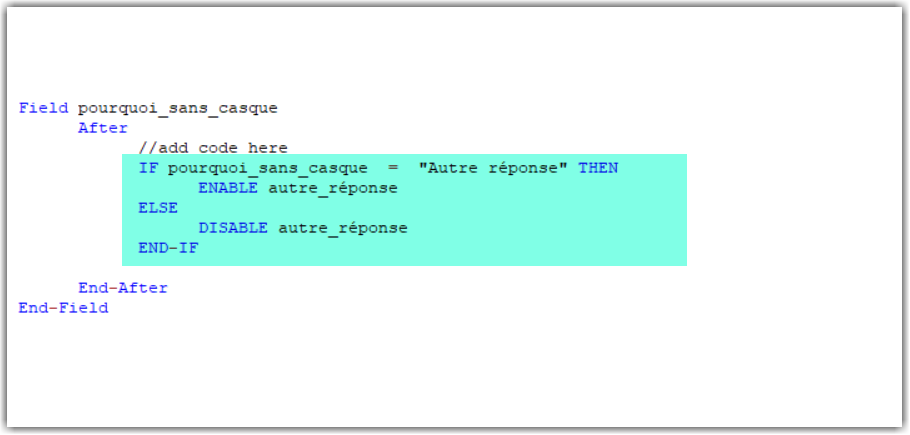 Field pourquoi_sans_casque
After
//add code here
IF pourquoi_sans_casque = "Autre réponse" THEN
ENABLE autre_réponse
ELSE
DISABLE autre_réponse
END-IF
End-After
End-Field